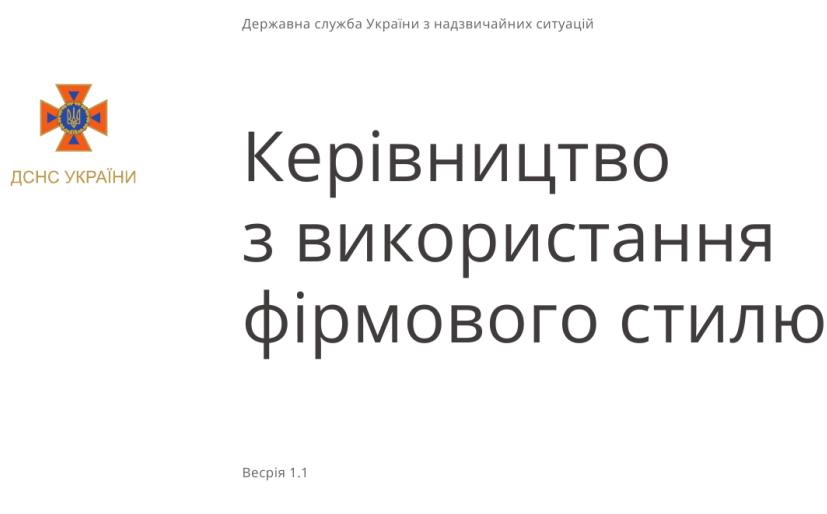 Державна служба України з надзвичайних ситуацій
ДСНС УКРАЇНИ
Керівництво
з використання
фірмового стилю
Весрія 1.1